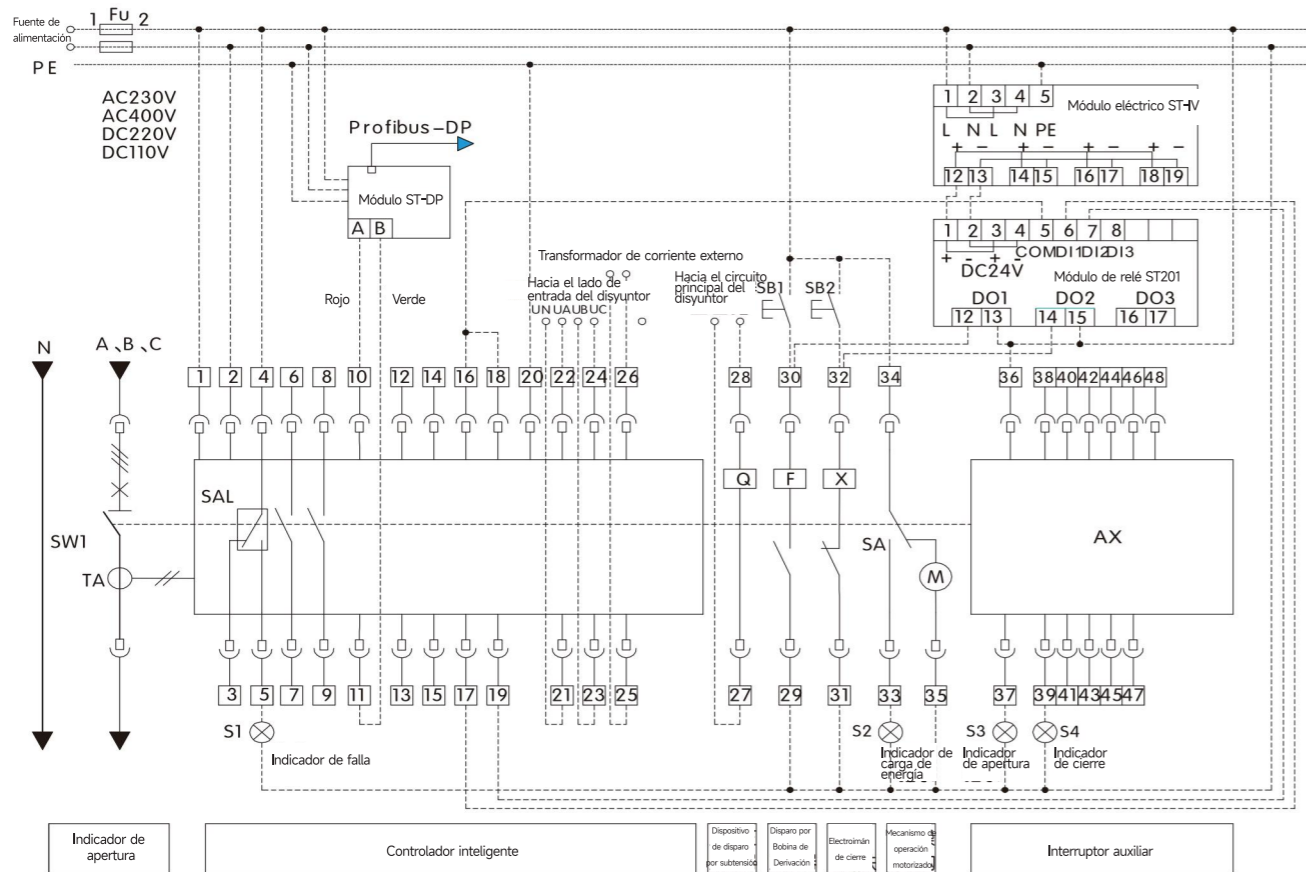 Fuente de
alimentación
1 Fu 2
PE
AC230V
AC400V
DC220V
DC110V
Profibus-DP
Módulo ST-DP
A B
Rojo
Verde
Transformador de corriente externo
Hacia el lado de
entrada del disyuntor
UN UA UB UC
Hacia el circuito
principal del
disyuntor
SB1
SB2
1 2 3 4 5
Módulo eléctrico ST-IV
L N L N PE
+ - + - + - + -
12 13 14 15 16 17 18 19
1 2 3 4 5 6 7 8
COM DI1 DI2 DI3
+ - + -
DC24V
Módulo de relé ST201
DO1 DO2 DO3
12 13 14 15 16 17
N
A、B、C
1 2 4 6 8 10 12 14 16 18 20 22 24 26 28 30 32 34 36 38 40 42 44 46 48
SAL
Q
F
X
SW1
SA
AX
TA
M
3 5 7 9 11 13 15 17 19 21 23 25 27 29 31 33 35 37 39 41 43 45 47
S1
Indicador de falla
S2
Indicador de
carga de
energía
S3
Indicador
de apertura
S4
Indicador
de cierre
Indicador de
apertura
Controlador inteligente
Dispositivo
de disparo
por subtensió
Disparo por
Bobina de
Derivación
Electroimán
de cierre
Mecanismo de
operación
motorizado
Interruptor auxiliar